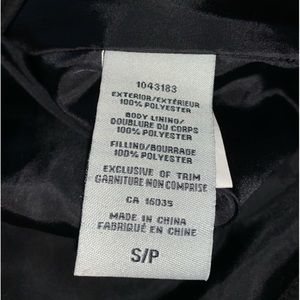 1043183
EXTERIOR/EXTÉRIEUR
100% POLYESTER
BODY LINING/
DOUBLURE DU CORPS
100% POLYESTER
FILLING/BOURRAGE
100% POLYESTER
EXCLUSIVE OF TRIM
GARNITURE NON COMPRISE
CA 16035
MADE IN CHINA
FABRIQUÉ EN CHINE
S/P